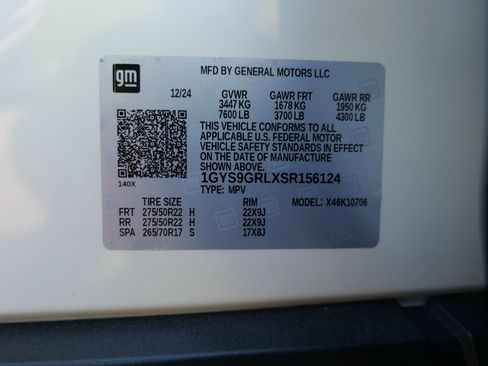 gm
MFD BY GENERAL MOTORS LLC
12/24 GVWR GAWR FRT GAWR RR
3447 KG 1678 KG 1950 KG
7600 LB 3700 LB 4300 LB
THIS VEHICLE CONFORMS TO ALL
APPLICABLE U.S. FEDERAL MOTOR
VEHICLE SAFETY STANDARDS IN EFFECT
ON THE DATE OF MANUFACTURE
SHOWN ABOVE.
140X 1GYS9GRLXSR156124
TYPE: MPV MODEL: X46K10706
TIRE SIZE RIM
FRT 275/50R22 H 22X9J
RR 275/50R22 H 22X9J
SPA 265/70R17 S 17X8J